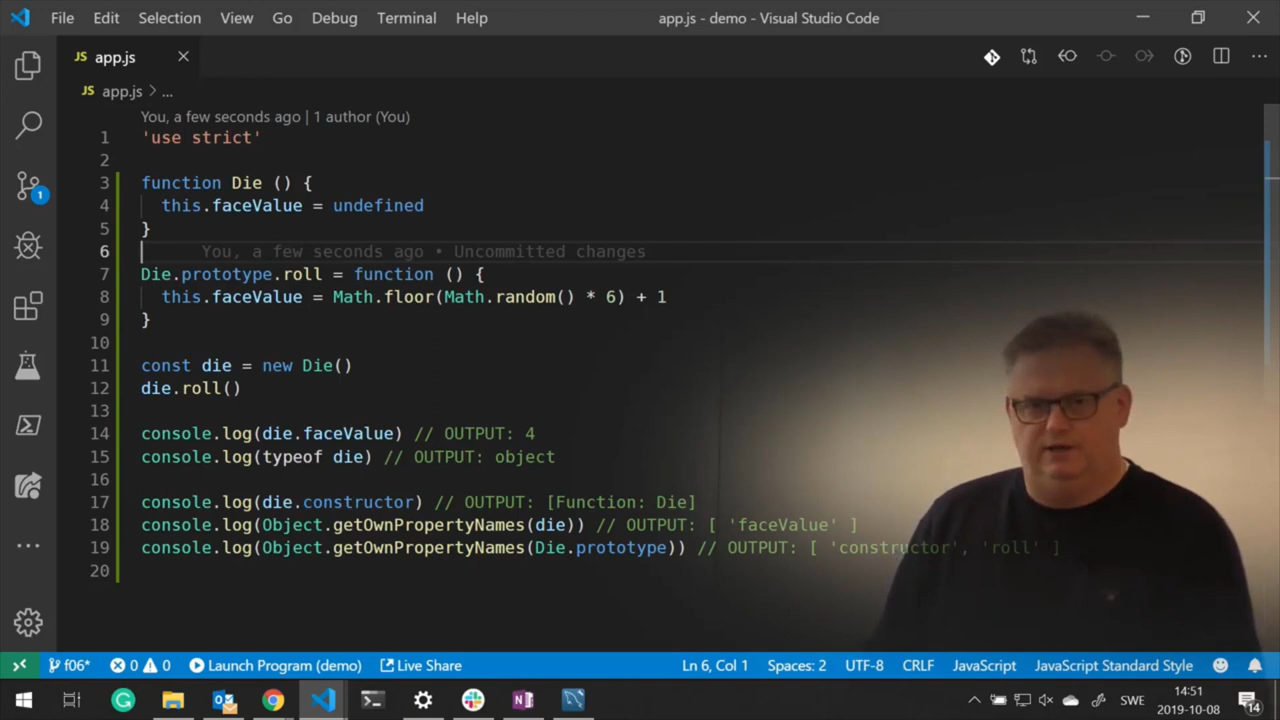 File Edit Selection View Go Debug Terminal Help app.js - demo - Visual Studio Code
JS app.js
JS app.js > ...
You, a few seconds ago | 1 author (You)
1 'use strict'
2
3 function Die () {
4 this.faceValue = undefined
5 }
6 You, a few seconds ago • Uncommitted changes
7 Die.prototype.roll = function () {
8 this.faceValue = Math.floor(Math.random() * 6) + 1
9 }
10
11 const die = new Die()
12 die.roll()
13
14 console.log(die.faceValue) // OUTPUT: 4
15 console.log(typeof die) // OUTPUT: object
16
17 console.log(die.constructor) // OUTPUT: [Function: Die]
18 console.log(Object.getOwnPropertyNames(die)) // OUTPUT: [ 'faceValue' ]
19 console.log(Object.getOwnPropertyNames(Die.prototype)) // OUTPUT: [ 'constructor', 'roll' ]
20
1
f06* 0 0 Launch Program (demo) Live Share Ln 6, Col 1 Spaces: 2 UTF-8 CRLF JavaScript JavaScript Standard Style
SWE 14:51
2019-10-08 14